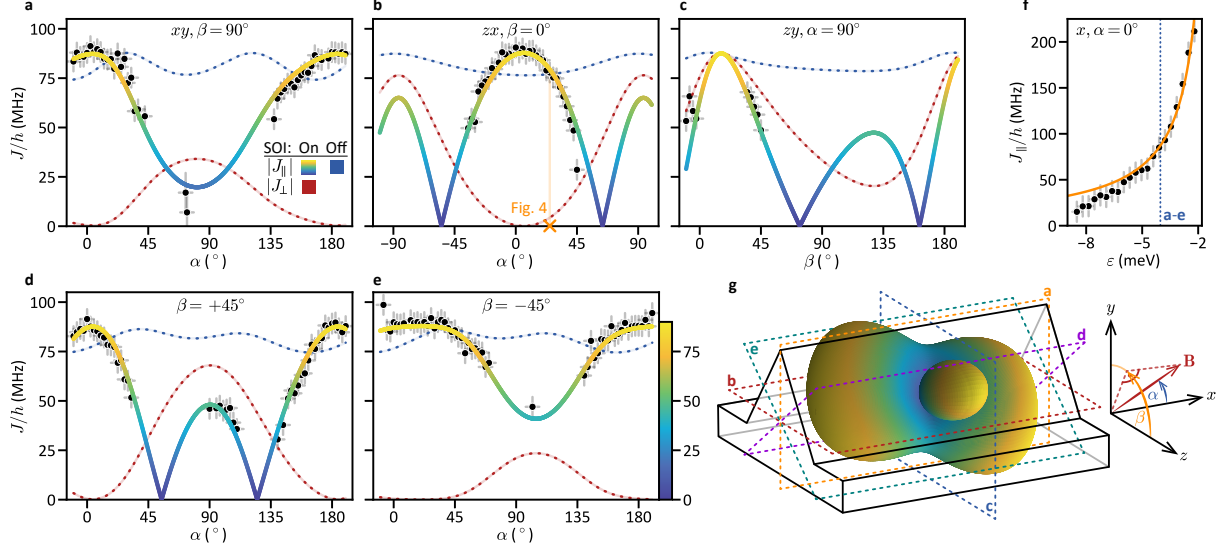 a
xy, β = 90°
100
75
50
25
0
J/h (MHz)
0 45 90 135 180
α (°)
SOI: On Off
|J∥|
|J⊥|
b
zx, β = 0°
Fig. 4
−90 −45 0 45 90
α (°)
c
zy, α = 90°
0 45 90 135 180
β (°)
f
x, α = 0°
200
150
100
50
0
J∥/h (MHz)
a-e
−8 −5 −2
ε (meV)
d
β = +45°
100
75
50
25
0
J/h (MHz)
0 45 90 135 180
α (°)
e
β = −45°
0 45 90 135 180
α (°)
75
50
25
0
g
a
e
d
b
c
y
B
α
x
β
z